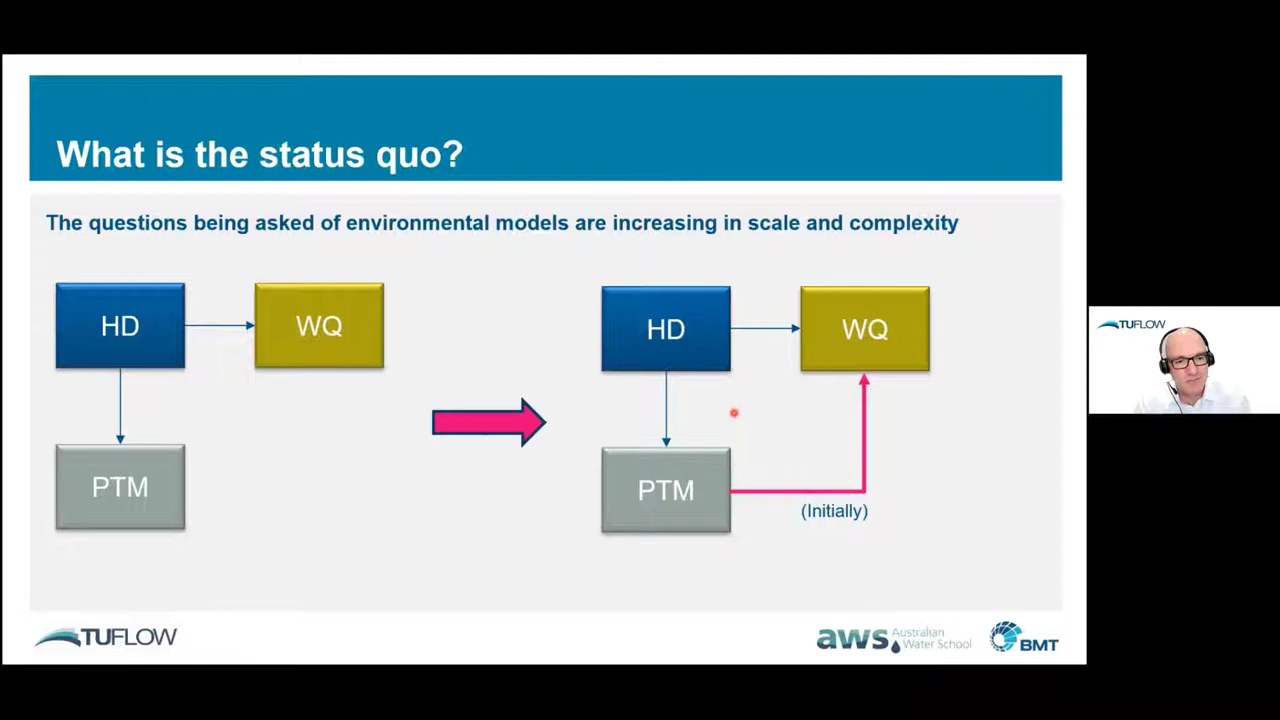 What is the status quo?
The questions being asked of environmental models are increasing in scale and complexity
HD
WQ
PTM
HD
WQ
PTM
(Initially)
TUFLOW
aws Australian
Water School
BMT
TUFLOW